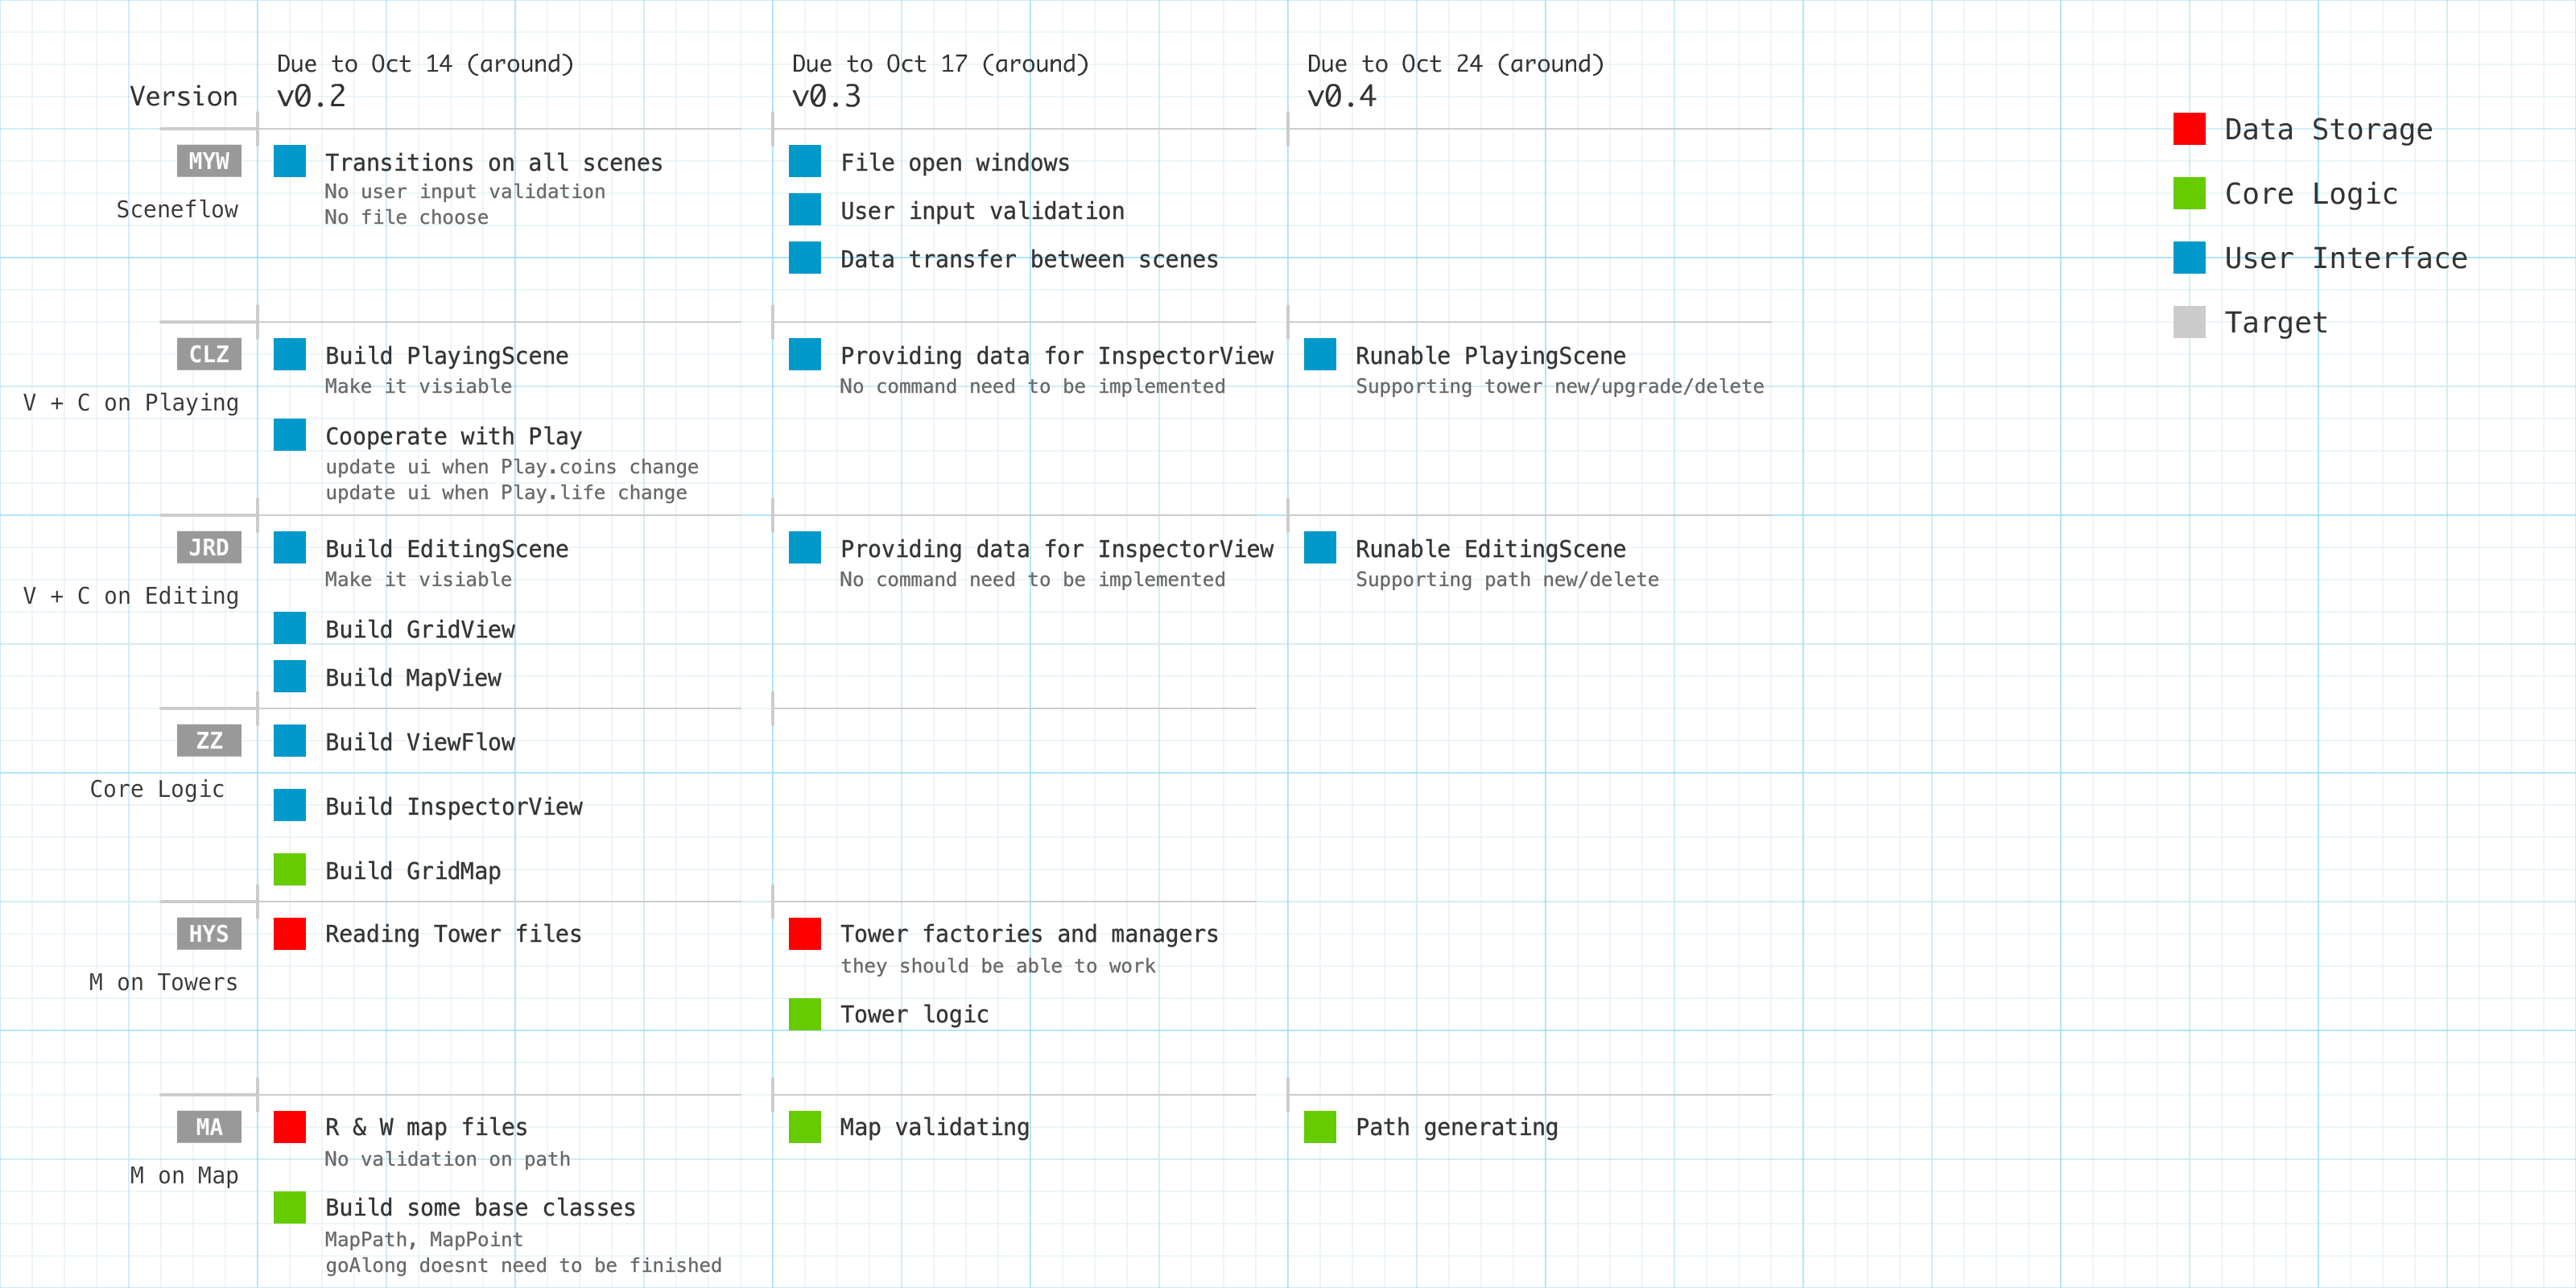 Due to Oct 14 (around)
Due to Oct 17 (around)
Due to Oct 24 (around)
Version
v0.2
v0.3
v0.4
Data Storage
Core Logic
User Interface
Target
MYW
Sceneflow
Transitions on all scenes
No user input validation
No file choose
File open windows
User input validation
Data transfer between scenes
CLZ
V + C on Playing
Build PlayingScene
Make it visiable
Cooperate with Play
update ui when Play.coins change
update ui when Play.life change
Providing data for InspectorView
No command need to be implemented
Runable PlayingScene
Supporting tower new/upgrade/delete
JRD
V + C on Editing
Build EditingScene
Make it visiable
Build GridView
Build MapView
Providing data for InspectorView
No command need to be implemented
Runable EditingScene
Supporting path new/delete
ZZ
Core Logic
Build ViewFlow
Build InspectorView
Build GridMap
HYS
M on Towers
Reading Tower files
Tower factories and managers
they should be able to work
Tower logic
MA
M on Map
R & W map files
No validation on path
Build some base classes
MapPath, MapPoint
goAlong doesnt need to be finished
Map validating
Path generating